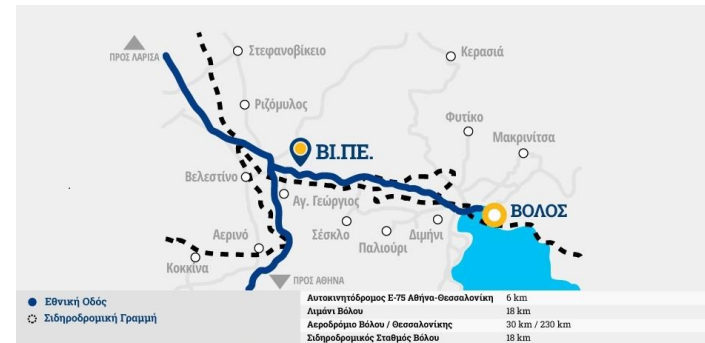 Στεφανοβίκειο
Κερασιά
ΠΡΟΣ ΛΑΡΙΣΑ
Ριζόμυλος
Φυτίκο
Μακρινίτσα
ΒΙ.ΠΕ.
Βελεστίνο
Αγ. Γεώργιος
ΒΟΛΟΣ
Αερινό
Σέσκλο
Διμήνι
Παλιούρι
Κοκκίνα
ΠΡΟΣ ΑΘΗΝΑ
Εθνική Οδός
Σιδηροδρομική Γραμμή
Αυτοκινητόδρομος Ε-75 Αθήνα-Θεσσαλονίκη 6 km
Λιμάνι Βόλου 18 km
Αεροδρόμιο Βόλου / Θεσσαλονίκης 30 km / 230 km
Σιδηροδρομικός Σταθμός Βόλου 18 km